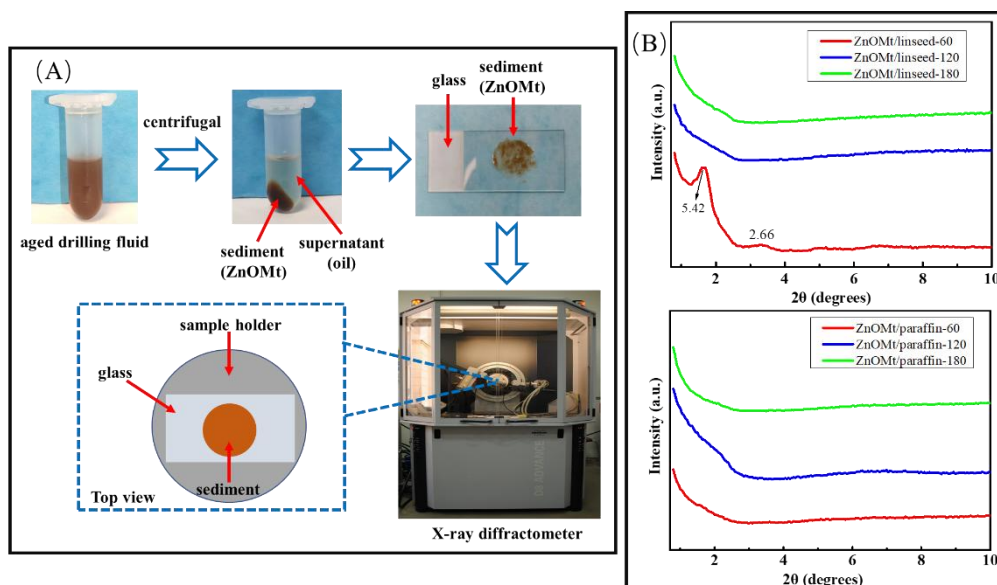 (A)
centrifugal
aged drilling fluid
sediment
(ZnOMt)
supernatant
(oil)
glass
sediment
(ZnOMt)
sample holder
glass
sediment
Top view
D8 ADVANCE
X-ray diffractometer
(B)
Intensity (a.u.)
ZnOMt/linseed-60
ZnOMt/linseed-120
ZnOMt/linseed-180
5.42
2.66
2 4 6 8 10
2θ (degrees)
Intensity (a.u.)
ZnOMt/paraffin-60
ZnOMt/paraffin-120
ZnOMt/paraffin-180
2 4 6 8 10
2θ (degrees)